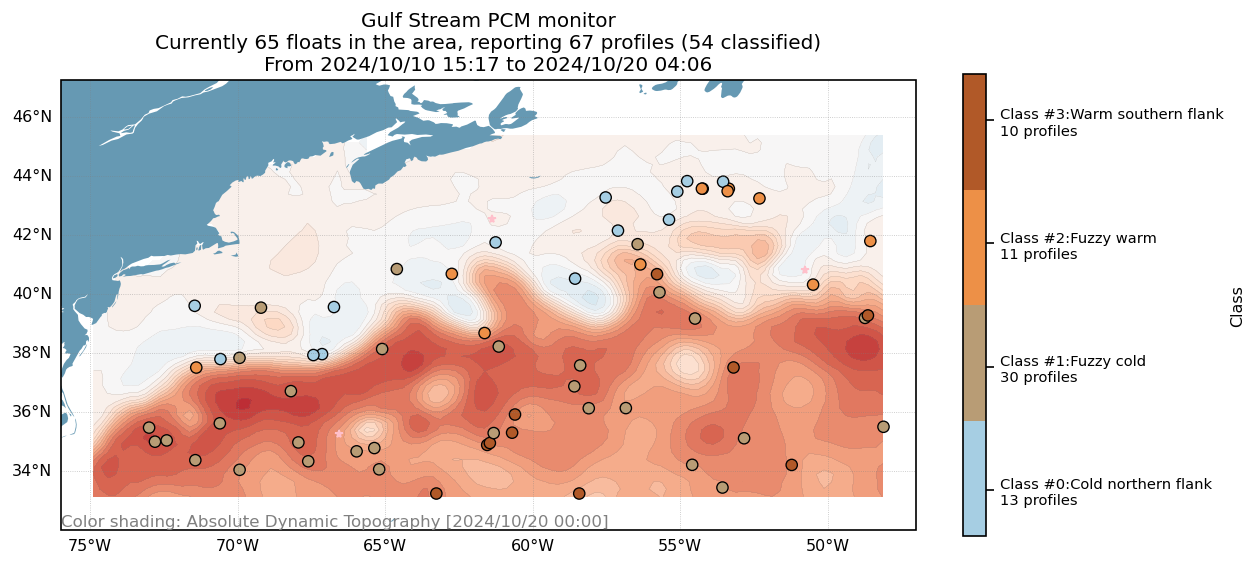 Gulf Stream PCM monitor
Currently 65 floats in the area, reporting 67 profiles (54 classified)
From 2024/10/10 15:17 to 2024/10/20 04:06
46°N
44°N
42°N
40°N
38°N
36°N
34°N
Color shading: Absolute Dynamic Topography [2024/10/20 00:00]
75°W
70°W
65°W
60°W
55°W
50°W
Class #3:Warm southern flank
10 profiles
Class #2:Fuzzy warm
11 profiles
Class #1:Fuzzy cold
30 profiles
Class #0:Cold northern flank
13 profiles
Class